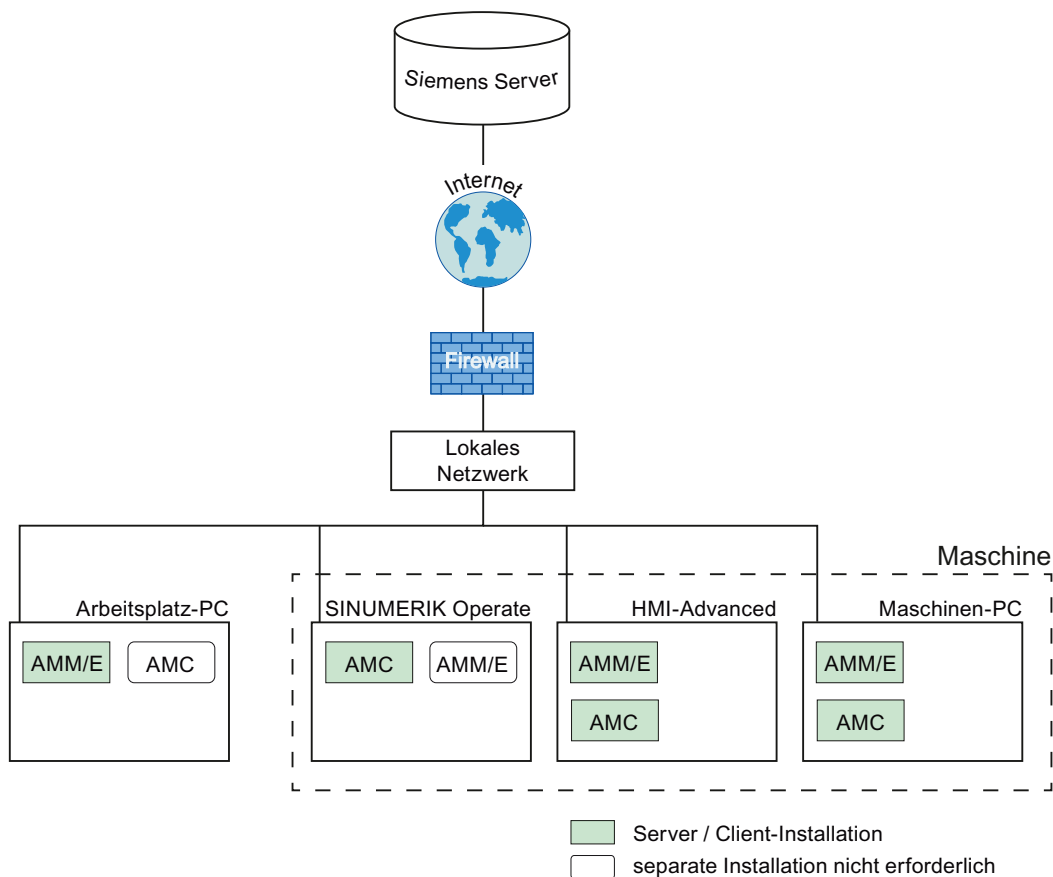 Siemens Server
Internet
Firewall
Lokales
Netzwerk
Maschine
Arbeitsplatz-PC
SINUMERIK Operate
HMI-Advanced
Maschinen-PC
AMM/E
AMC
AMC
AMM/E
AMM/E
AMC
AMM/E
AMC
Server / Client-Installation
separate Installation nicht erforderlich